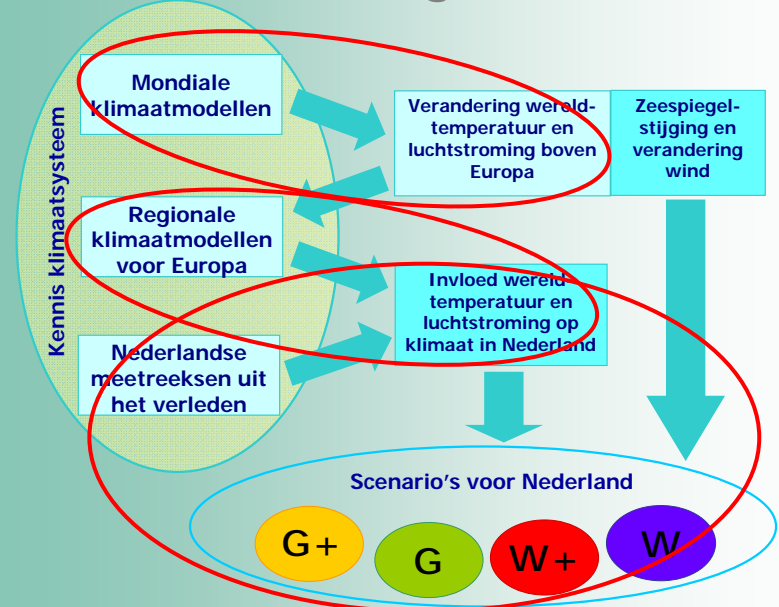 Kennis klimaatsysteem
Mondiale
klimaatmodellen
Verandering wereld-
temperatuur en
luchtstroming boven
Europa
Zeespiegel-
stijging en
verandering
wind
Regionale
klimaatmodellen
voor Europa
Invloed wereld-
temperatuur en
luchtstroming op
klimaat in Nederland
Nederlandse
meetreeksen uit
het verleden
Scenario's voor Nederland
G+
G
W+
W